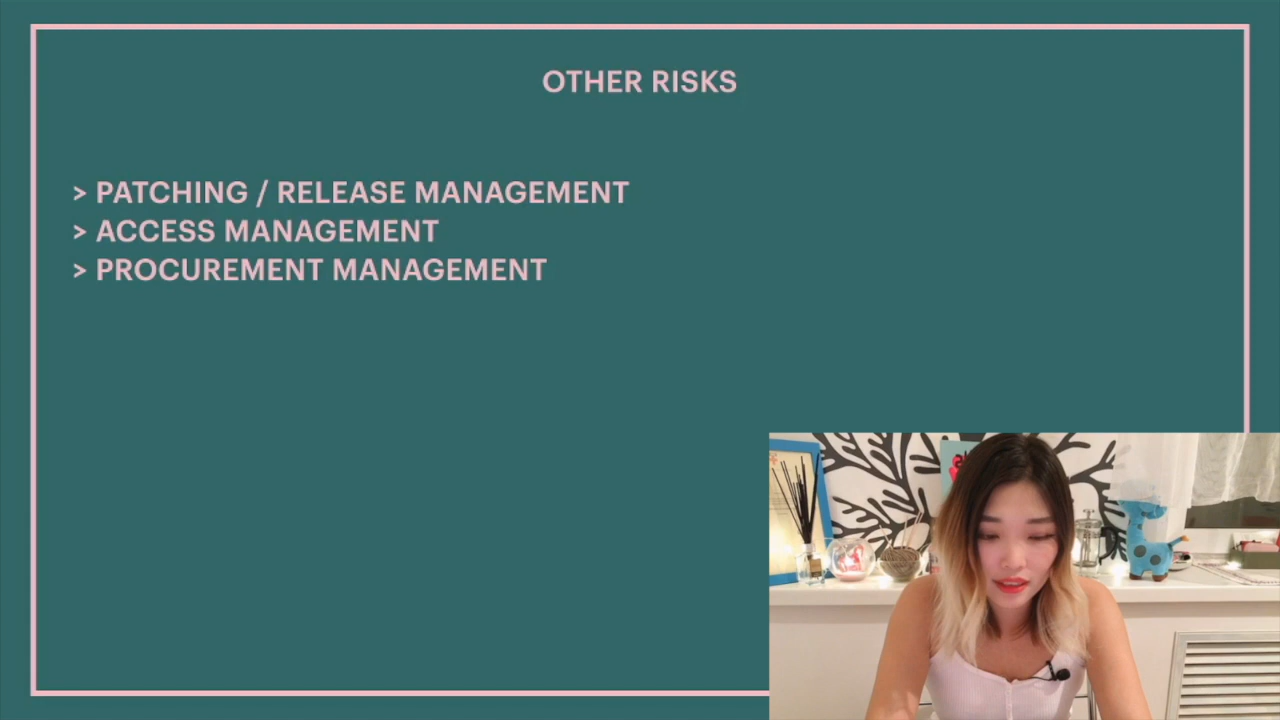 OTHER RISKS
> PATCHING / RELEASE MANAGEMENT
> ACCESS MANAGEMENT
> PROCUREMENT MANAGEMENT